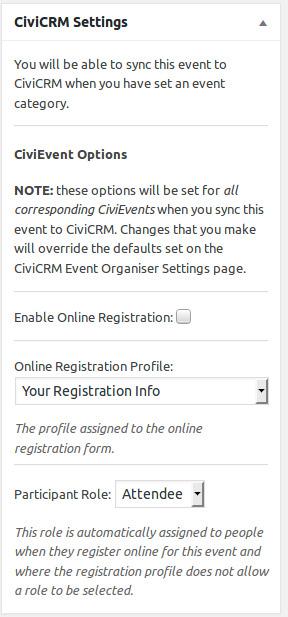 CiviCRM Settings
You will be able to sync this event to
CiviCRM when you have set an event
category.
CiviEvent Options
NOTE: these options will be set for all
corresponding CiviEvents when you sync this
event to CiviCRM. Changes that you make
will override the defaults set on the
CiviCRM Event Organiser Settings page.
Enable Online Registration:
Online Registration Profile:
Your Registration Info
The profile assigned to the online
registration form.
Participant Role: Attendee
This role is automatically assigned to people
when they register online for this event and
where the registration profile does not allow
a role to be selected.